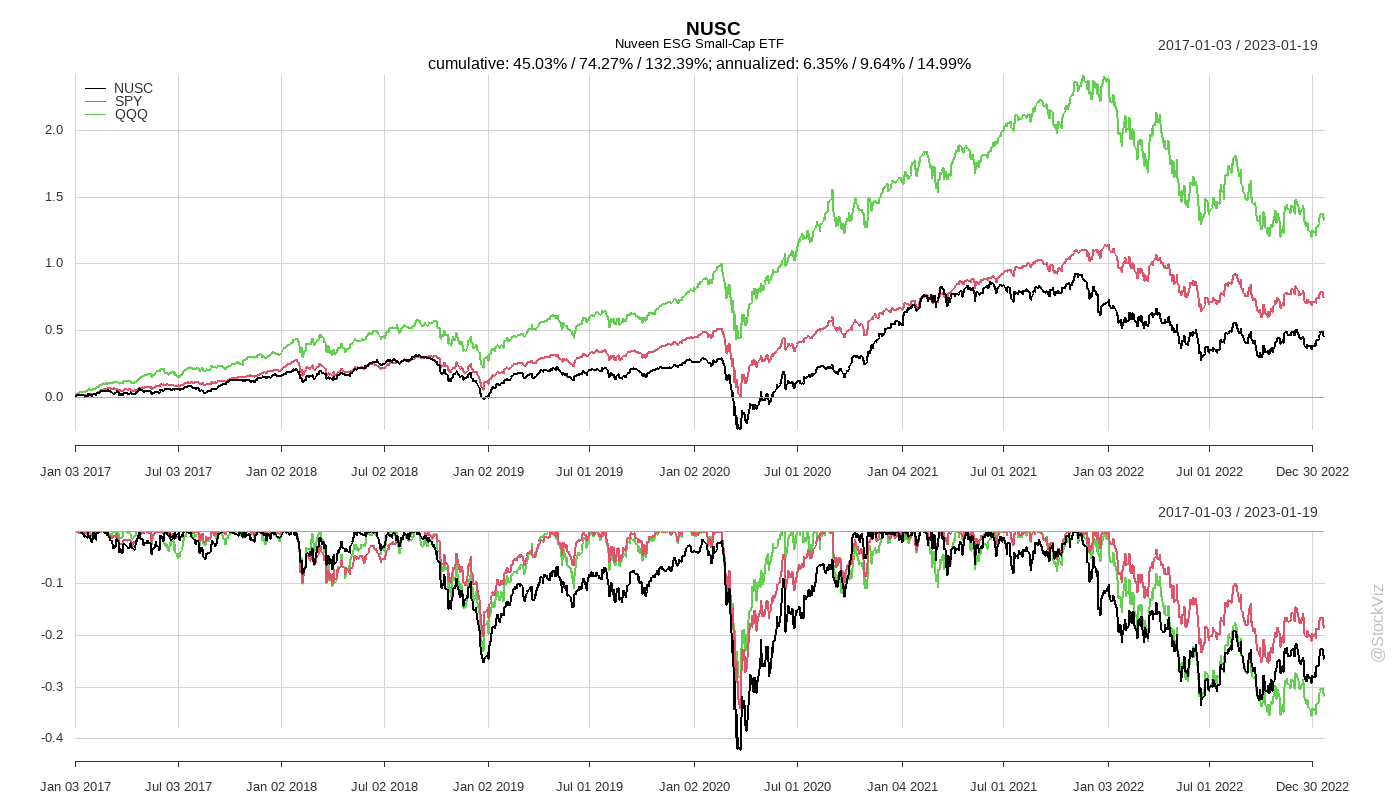 NUSC
Nuveen ESG Small-Cap ETF
2017-01-03 / 2023-01-19
cumulative: 45.03% / 74.27% / 132.39%; annualized: 6.35% / 9.64% / 14.99%
NUSC
SPY
QQQ
2.0
1.5
1.0
0.5
0.0
Jan 03 2017 Jul 03 2017 Jan 02 2018 Jul 02 2018 Jan 02 2019 Jul 01 2019 Jan 02 2020 Jul 01 2020 Jan 04 2021 Jul 01 2021 Jan 03 2022 Jul 01 2022 Dec 30 2022
2017-01-03 / 2023-01-19
-0.1
-0.2
-0.3
-0.4
Jan 03 2017 Jul 03 2017 Jan 02 2018 Jul 02 2018 Jan 02 2019 Jul 01 2019 Jan 02 2020 Jul 01 2020 Jan 04 2021 Jul 01 2021 Jan 03 2022 Jul 01 2022 Dec 30 2022
@StockViz